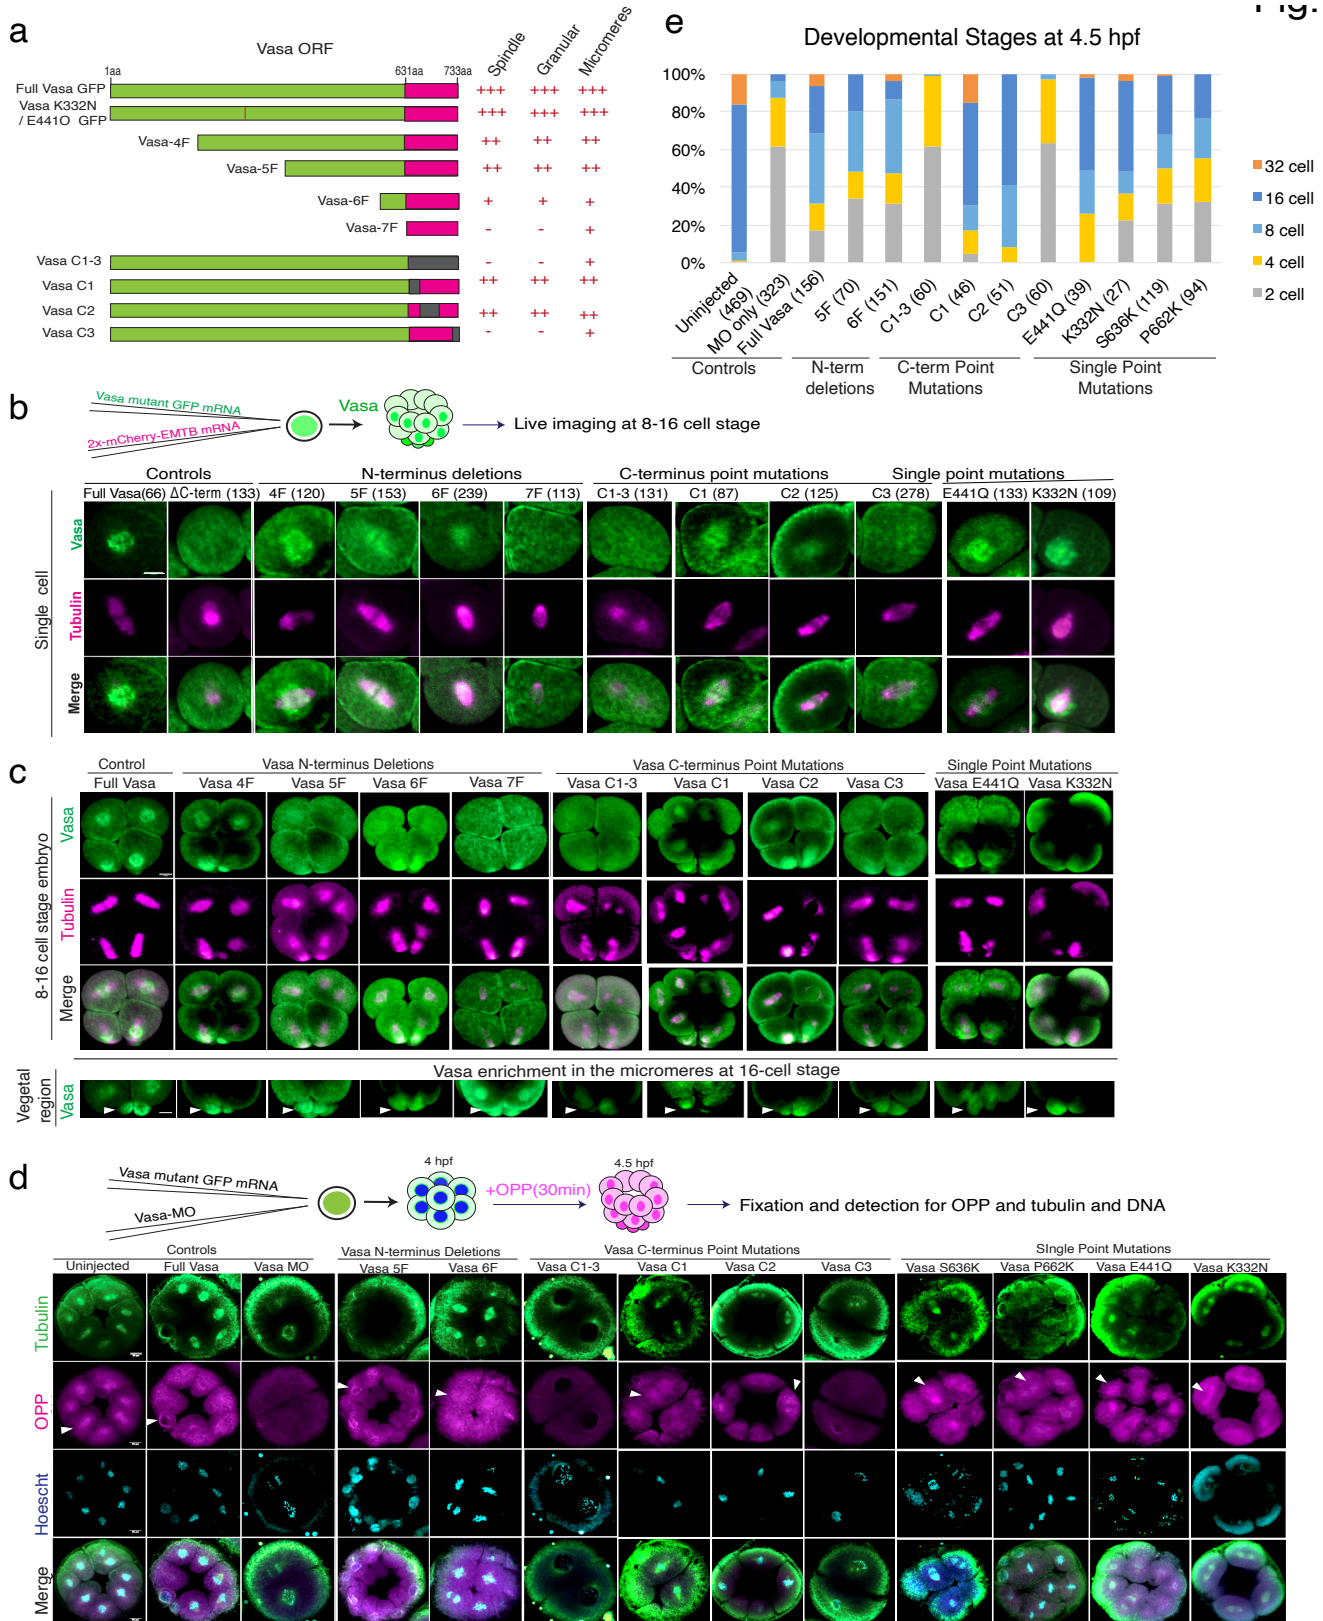 Fig.
a
Vasa ORF
1aa
631aa
733aa
Spindle
Granular
Micromeres
Full Vasa GFP
+++
+++
+++
Vasa K332N
/ E441O GFP
+++
+++
+++
Vasa-4F
++
++
++
Vasa-5F
++
++
++
Vasa-6F
+
+
+
Vasa-7F
-
-
+
Vasa C1-3
-
-
+
Vasa C1
++
++
++
Vasa C2
++
++
++
Vasa C3
-
-
+
e
Developmental Stages at 4.5 hpf
100%
80%
60%
40%
20%
0%
32 cell
16 cell
8 cell
4 cell
2 cell
Uninjected
(469)
MO only (323)
Full Vasa (156)
5F (70)
6F (151)
C1-3 (60)
C1 (46)
C2 (51)
C3 (60)
E441Q (39)
K332N (27)
S636K (119)
P662K (94)
Controls
N-term
deletions
C-term Point
Mutations
Single Point
Mutations
b
Vasa mutant GFP mRNA
2x-mCherry-EMTB mRNA
Vasa
Live imaging at 8-16 cell stage
Controls
N-terminus deletions
C-terminus point mutations
Single point mutations
Full Vasa(66)
ΔC-term (133)
4F (120)
5F (153)
6F (239)
7F (113)
C1-3 (131)
C1 (87)
C2 (125)
C3 (278)
E441Q (133)
K332N (109)
Single cell
Vasa
Tubulin
Merge
c
Control
Vasa N-terminus Deletions
Vasa C-terminus Point Mutations
Single Point Mutations
Full Vasa
Vasa 4F
Vasa 5F
Vasa 6F
Vasa 7F
Vasa C1-3
Vasa C1
Vasa C2
Vasa C3
Vasa E441Q
Vasa K332N
8-16 cell stage embryo
Vasa
Tubulin
Merge
Vasa enrichment in the micromeres at 16-cell stage
Vegetal
region
Vasa
d
Vasa mutant GFP mRNA
Vasa-MO
4 hpf
+OPP(30min)
4.5 hpf
Fixation and detection for OPP and tubulin and DNA
Controls
Vasa N-terminus Deletions
Vasa C-terminus Point Mutations
SIngle Point Mutations
Uninjected
Full Vasa
Vasa MO
Vasa 5F
Vasa 6F
Vasa C1-3
Vasa C1
Vasa C2
Vasa C3
Vasa S636K
Vasa P662K
Vasa E441Q
Vasa K332N
Tubulin
OPP
Hoescht
Merge